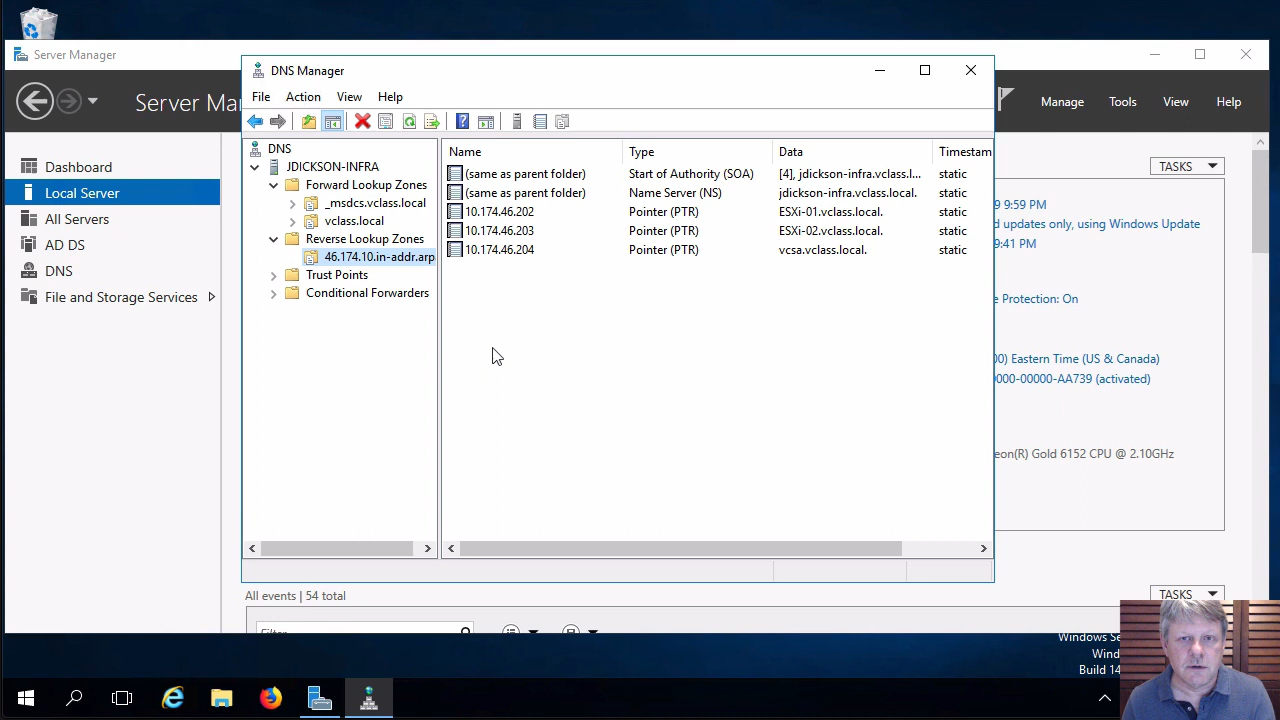 Server Manager
DNS Manager
Server Ma
Manage
Tools
View
Help
File
Action
View
Help
Dashboard
Local Server
All Servers
AD DS
DNS
File and Storage Services
DNS
JDICKSON-INFRA
Forward Lookup Zones
_msdcs.vclass.local
vclass.local
Reverse Lookup Zones
46.174.10.in-addr.arp
Trust Points
Conditional Forwarders
Name Type Data Timestam
(same as parent folder) Start of Authority (SOA) [4], jdickson-infra.vclass.l... static
(same as parent folder) Name Server (NS) jdickson-infra.vclass.local. static
10.174.46.202 Pointer (PTR) ESXi-01.vclass.local. static
10.174.46.203 Pointer (PTR) ESXi-02.vclass.local. static
10.174.46.204 Pointer (PTR) vcsa.vclass.local. static
TASKS
9 9:59 PM
d updates only, using Windows Update
9:41 PM
e Protection: On
00) Eastern Time (US & Canada)
000-00000-AA739 (activated)
eon(R) Gold 6152 CPU @ 2.10GHz
All events | 54 total
TASKS
Filter
Windows Se
Wind
Build 14